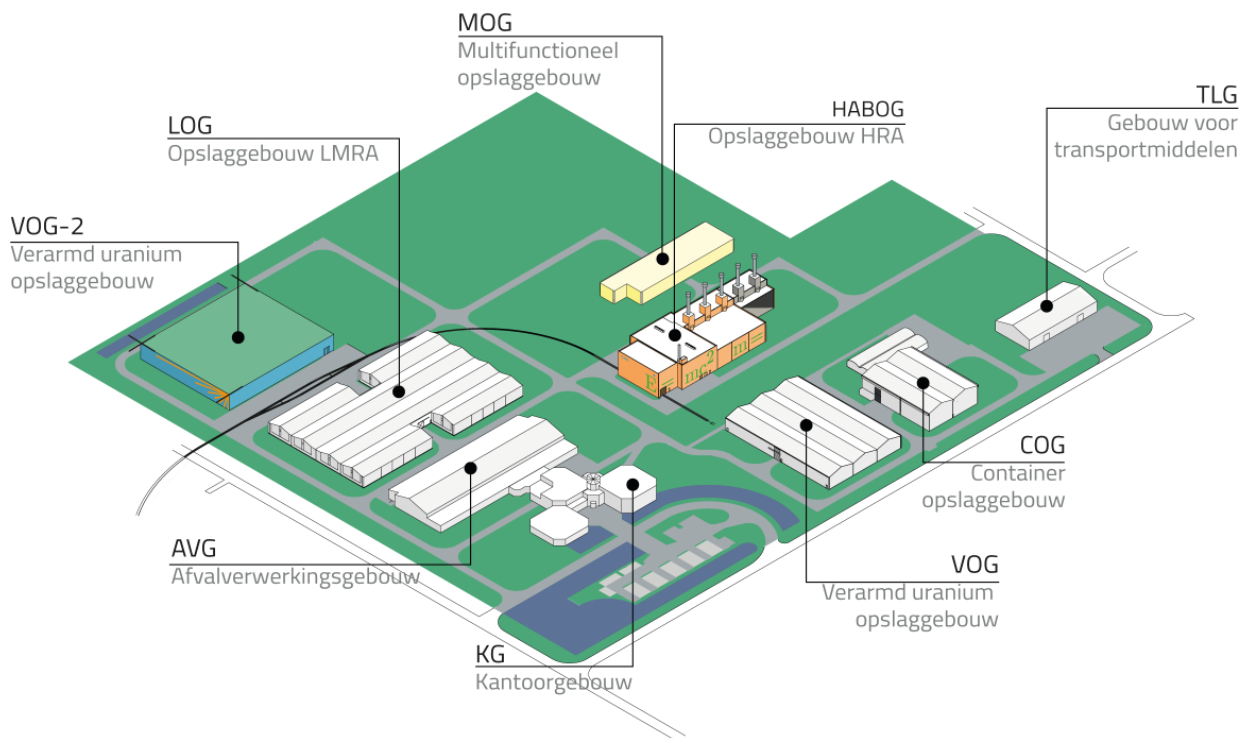 MOG
Multifunctioneel
opslaggebouw
HABOG
Opslaggebouw HRA
TLG
Gebouw voor
transportmiddelen
LOG
Opslaggebouw LMRA
VOG-2
Verarmd uranium
opslaggebouw
E=mc²
m=
COG
Container
opslaggebouw
AVG
Afvalverwerkingsgebouw
VOG
Verarmd uranium
opslaggebouw
KG
Kantoorgebouw